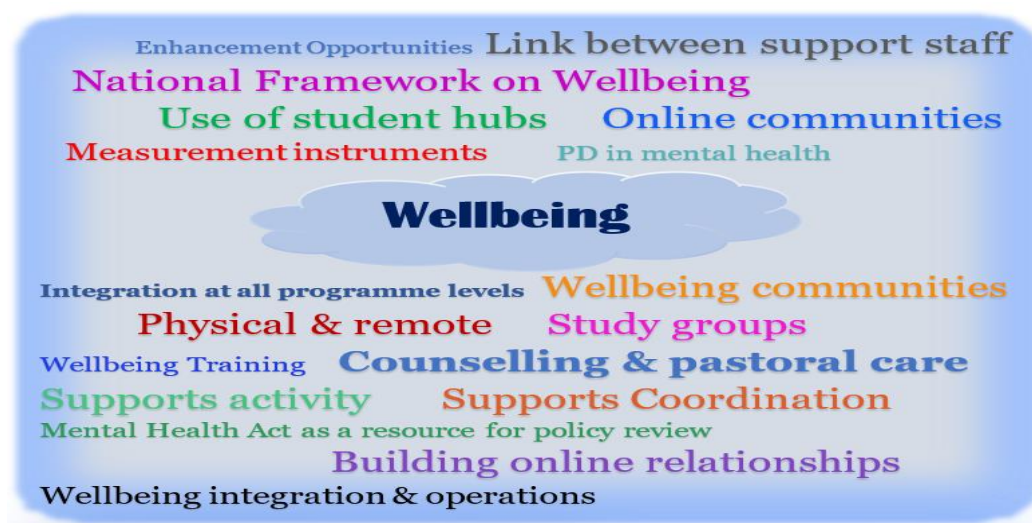 Enhancement Opportunities Link between support staff
National Framework on Wellbeing
Use of student hubs Online communities
Measurement instruments PD in mental health
Wellbeing
Integration at all programme levels Wellbeing communities
Physical & remote Study groups
Wellbeing Training Counselling & pastoral care
Supports activity Supports Coordination
Mental Health Act as a resource for policy review
Building online relationships
Wellbeing integration & operations